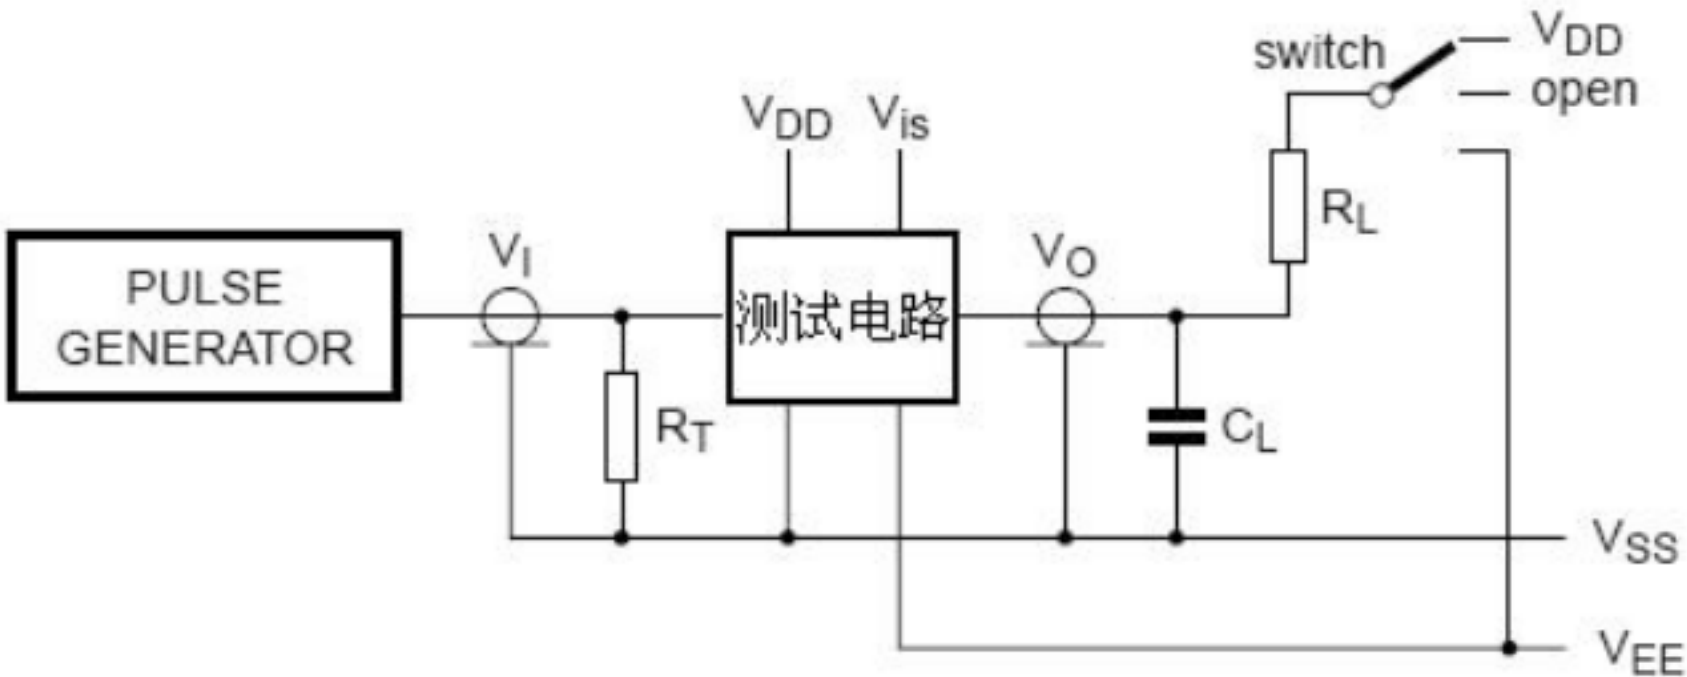 switch
VDD
open
VDD
Vis
RL
PULSE
GENERATOR
VI
测试电路
VO
RT
CL
VSS
VEE